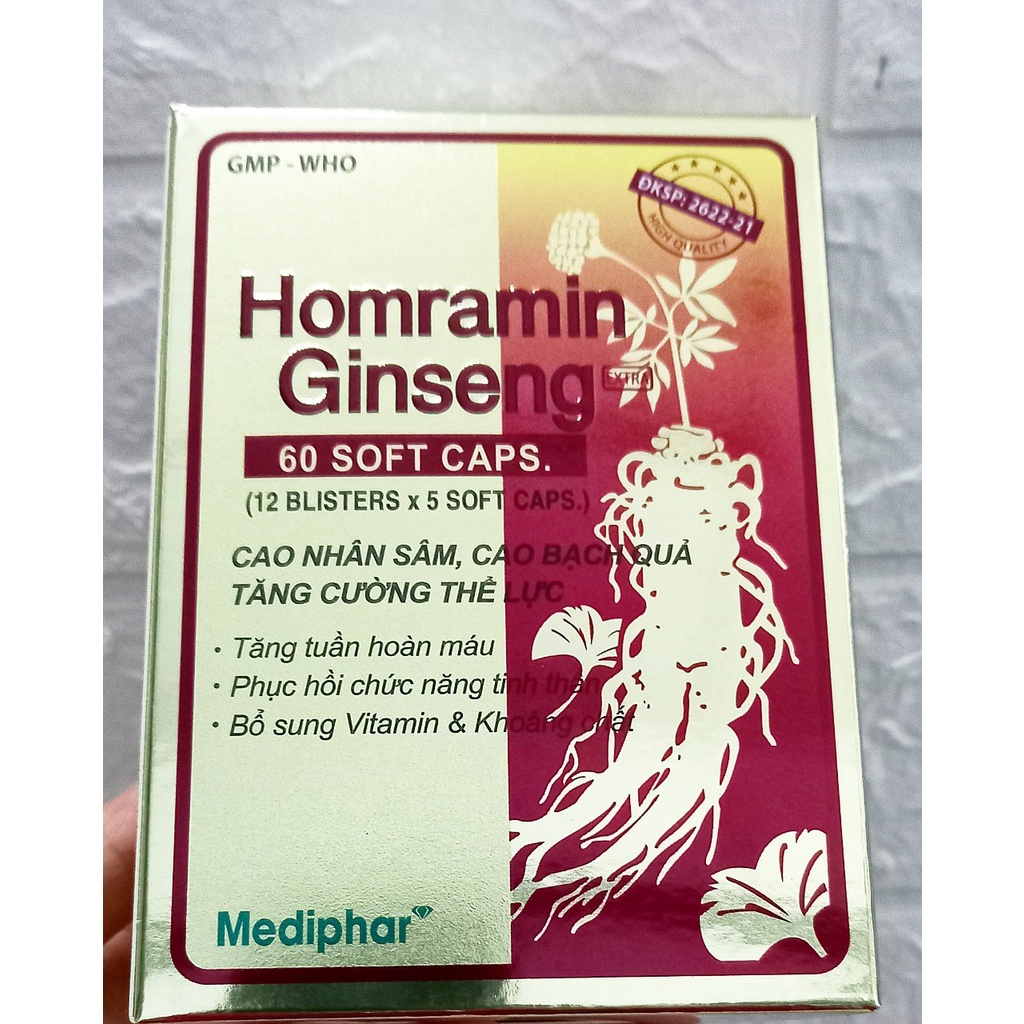 GMP - WHO
ĐKSP: 2622-21
HIGH QUALITY
Homramin
Ginseng
EXTRA
60 SOFT CAPS.
(12 BLISTERS x 5 SOFT CAPS.)
CAO NHÂN SÂM, CAO BẠCH QUẢ
TĂNG CƯỜNG THỂ LỰC
• Tăng tuần hoàn máu
• Phục hồi chức năng tinh thần
• Bổ sung Vitamin & Khoáng chất
Mediphar